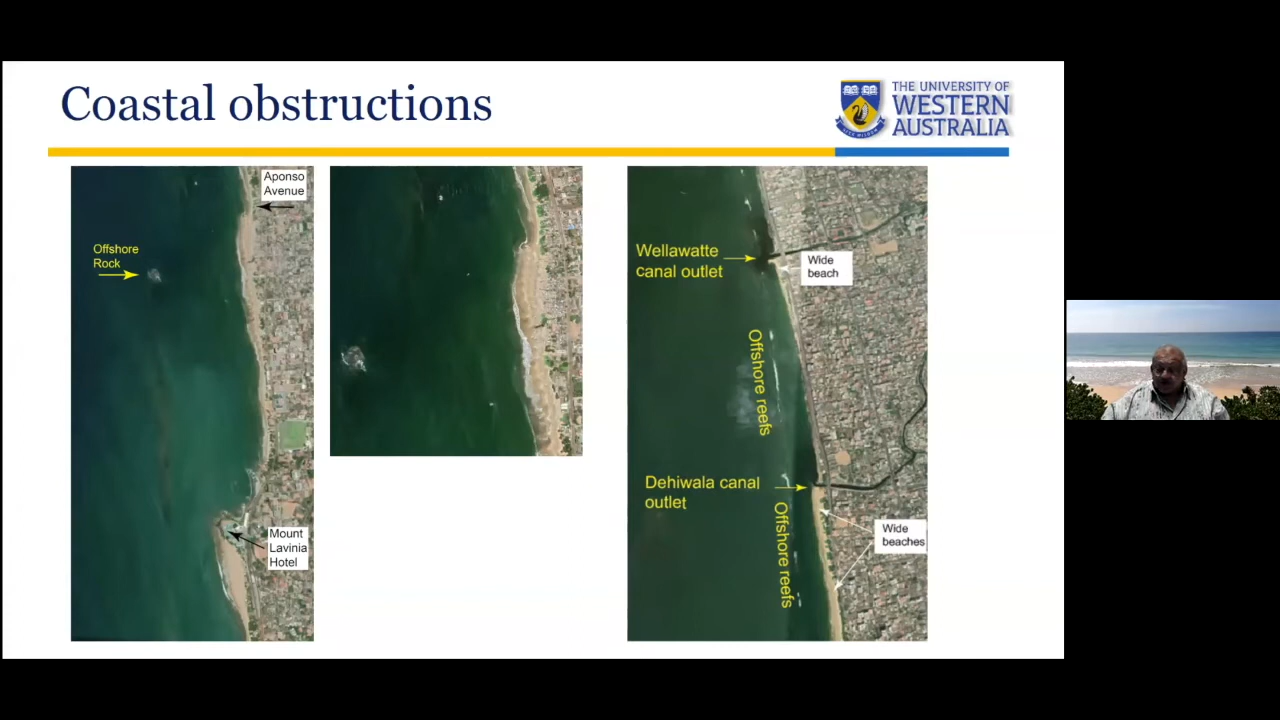 Coastal obstructions
THE UNIVERSITY OF
WESTERN
AUSTRALIA
Aponso
Avenue
Offshore
Rock
Mount
Lavinia
Hotel
Wellawatte
canal outlet
Wide
beach
Offshore reefs
Dehiwala canal
outlet
Offshore reefs
Wide
beaches